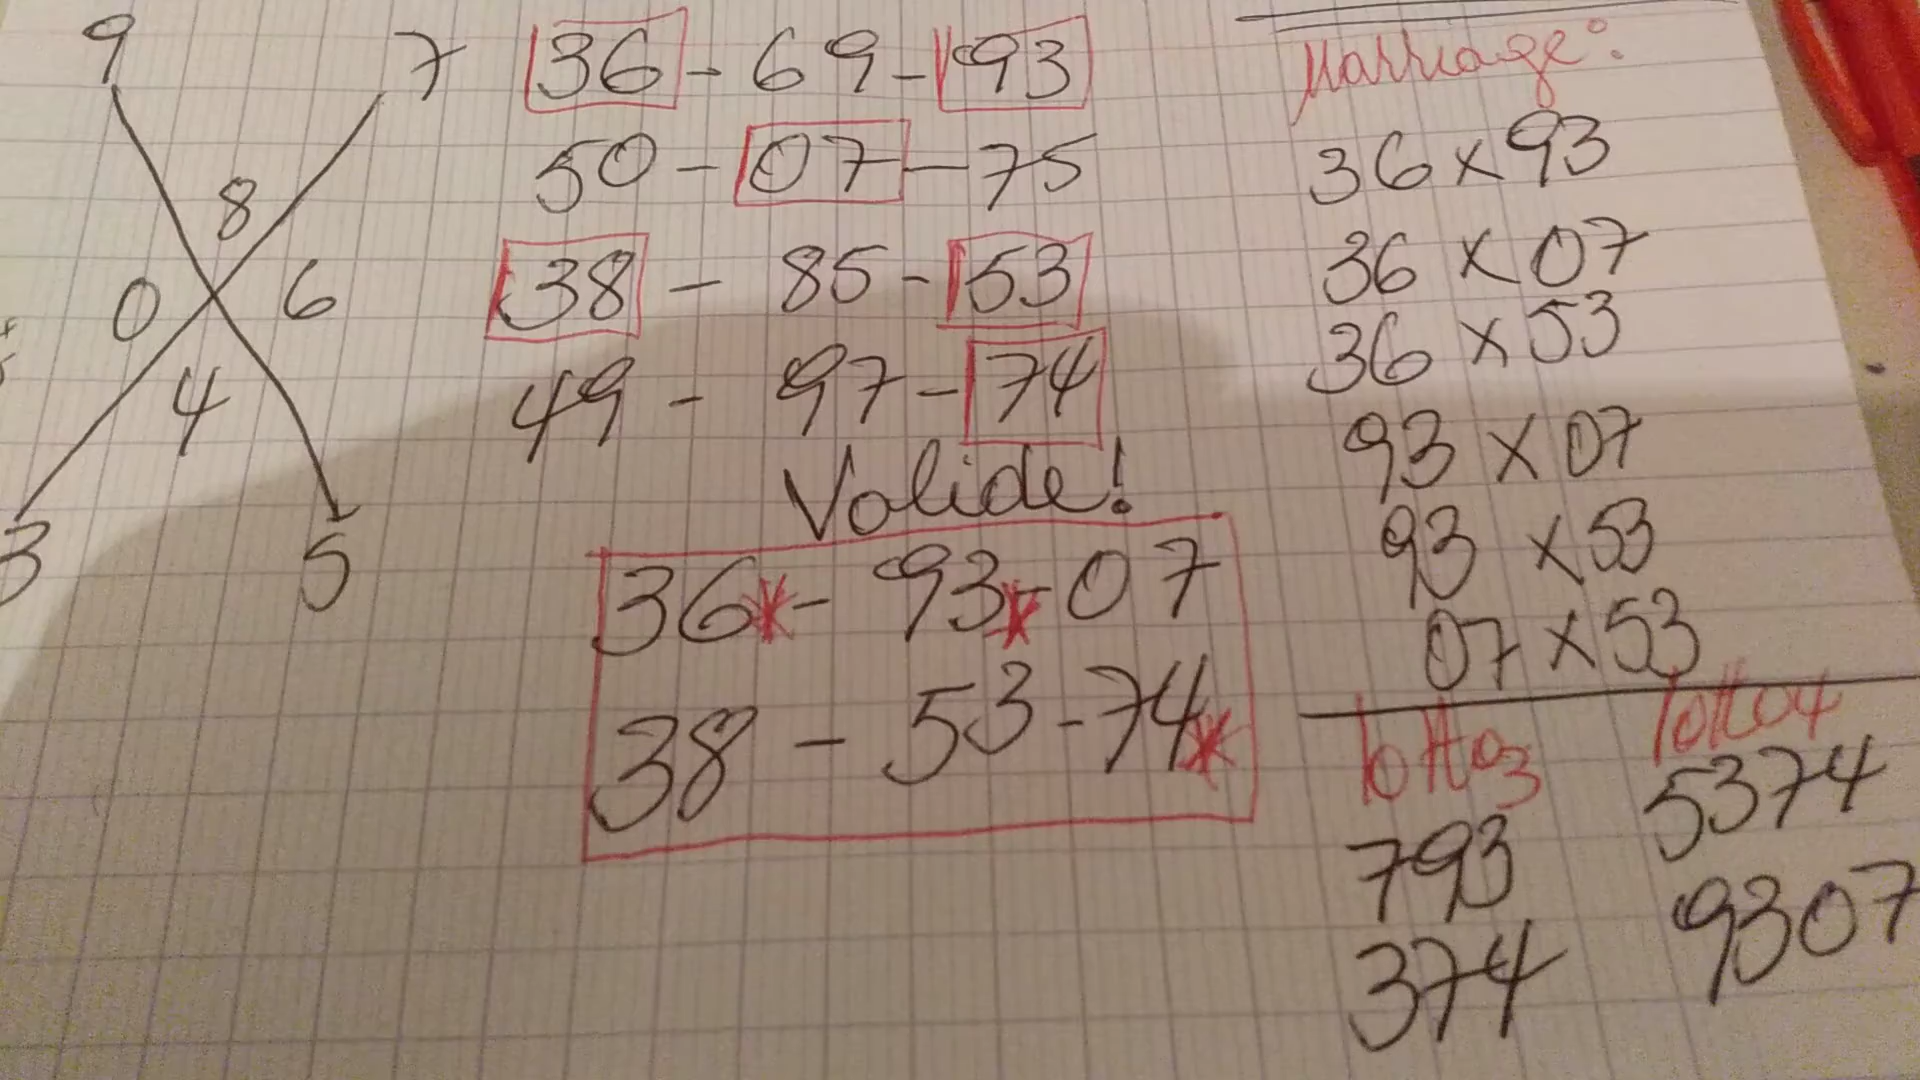 9 7
8
0 6
4
3 5
36 - 69 - 93
50 - 07 - 75
38 - 85 - 53
49 - 97 - 74
Valide!
36* - 93* - 07
38 - 53 - 74*
Marriage:
36 x 93
36 x 07
36 x 53
93 x 07
93 x 53
07 x 53
lotto3 lotto4
793 5374
374 9307